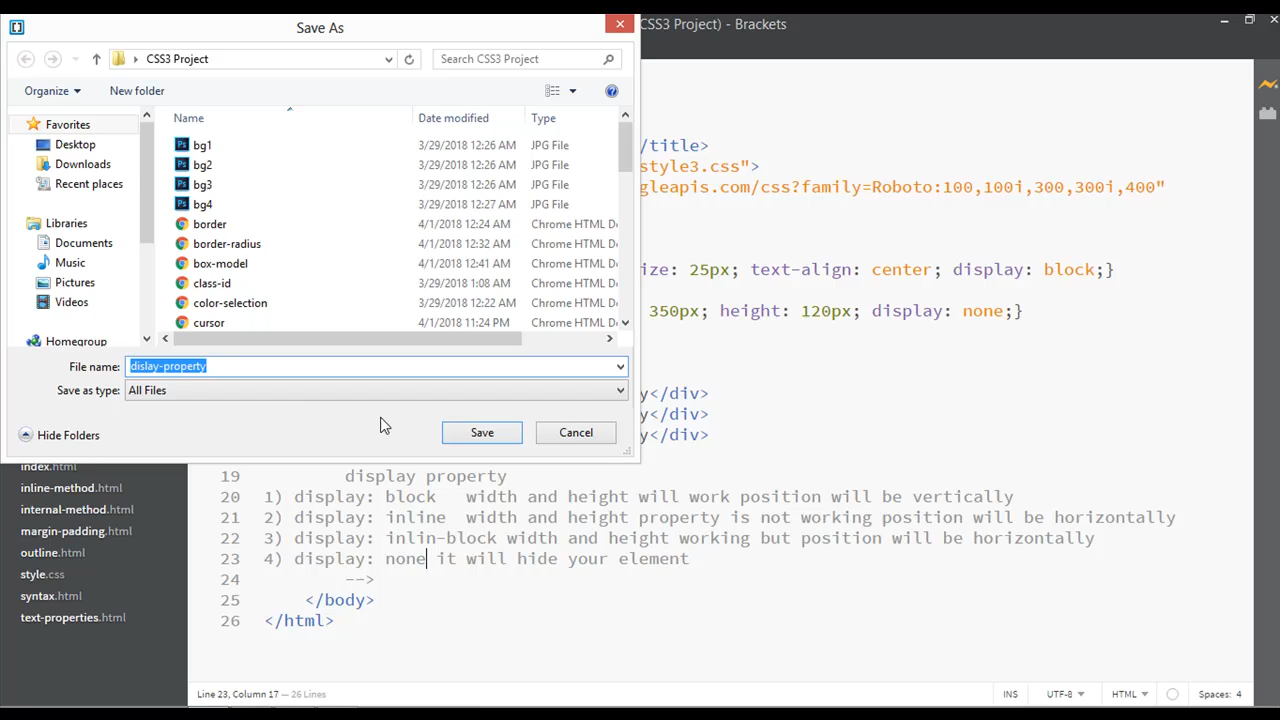 Save As
CSS3 Project) - Brackets
CSS3 Project
Search CSS3 Project
Organize
New folder
Name
Date modified
Type
Favorites
Desktop
Downloads
Recent places
Libraries
Documents
Music
Pictures
Videos
Homegroup
bg1 3/29/2018 12:26 AM JPG File
bg2 3/29/2018 12:26 AM JPG File
bg3 3/29/2018 12:26 AM JPG File
bg4 3/29/2018 12:27 AM JPG File
border 4/1/2018 12:24 AM Chrome HTML Do
border-radius 4/1/2018 12:32 AM Chrome HTML Do
box-model 4/1/2018 12:41 AM Chrome HTML Do
class-id 3/29/2018 1:08 AM Chrome HTML Do
color-selection 3/29/2018 12:22 AM Chrome HTML Do
cursor 4/1/2018 11:24 PM Chrome HTML Do
File name: dislay-property
Save as type: All Files
Hide Folders
Save
Cancel
/title>
style3.css">
gleapis.com/css?family=Roboto:100,100i,300,300i,400"
ize: 25px; text-align: center; display: block;}
350px; height: 120px; display: none;}
y</div>
y</div>
y</div>
index.html
inline-method.html
internal-method.html
margin-padding.html
outline.html
style.css
syntax.html
text-properties.html
19 display property
20 1) display: block width and height will work position will be vertically
21 2) display: inline width and height property is not working position will be horizontally
22 3) display: inlin-block width and height working but position will be horizontally
23 4) display: none it will hide your element
24 -->
25 </body>
26 </html>
Line 23, Column 17 — 26 Lines
INS
UTF-8
HTML
Spaces: 4